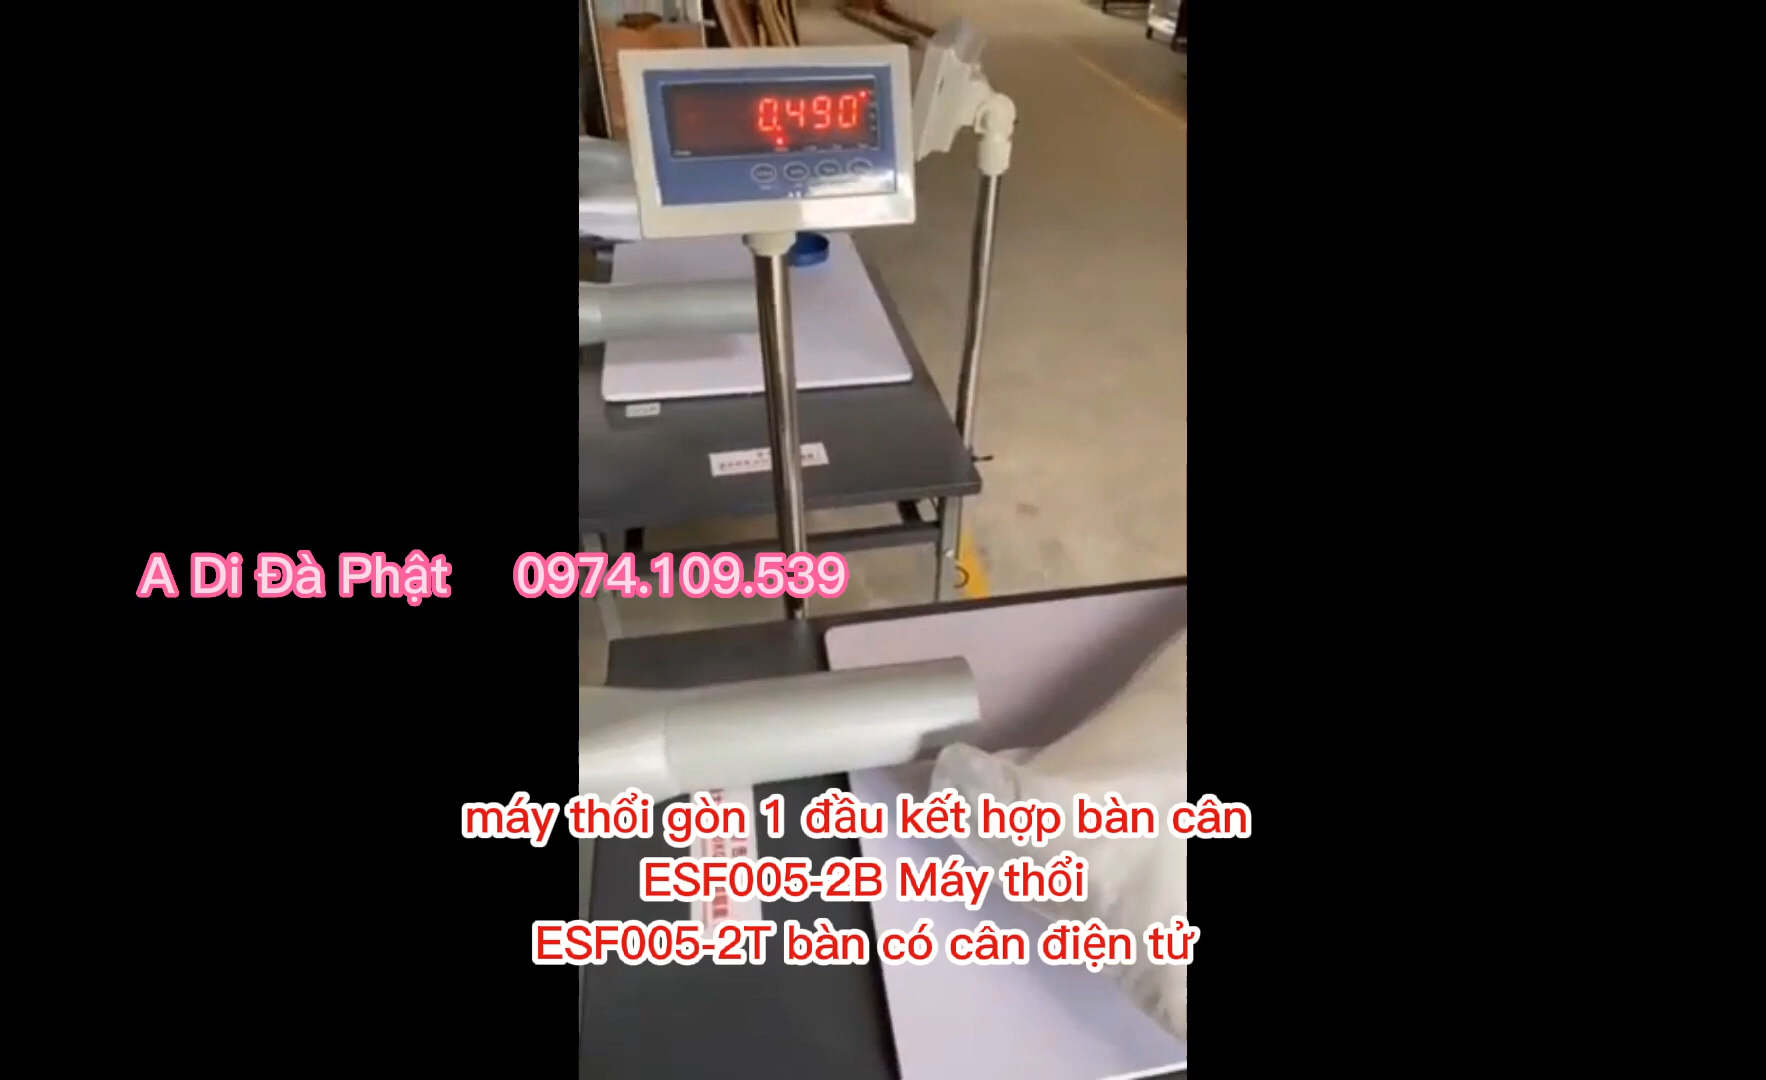 0.490
A Di Đà Phật 0974.109.539
máy thổi gòn 1 đầu kết hợp bàn cân
ESF005-2B Máy thổi
ESF005-2T bàn có cân điện tử